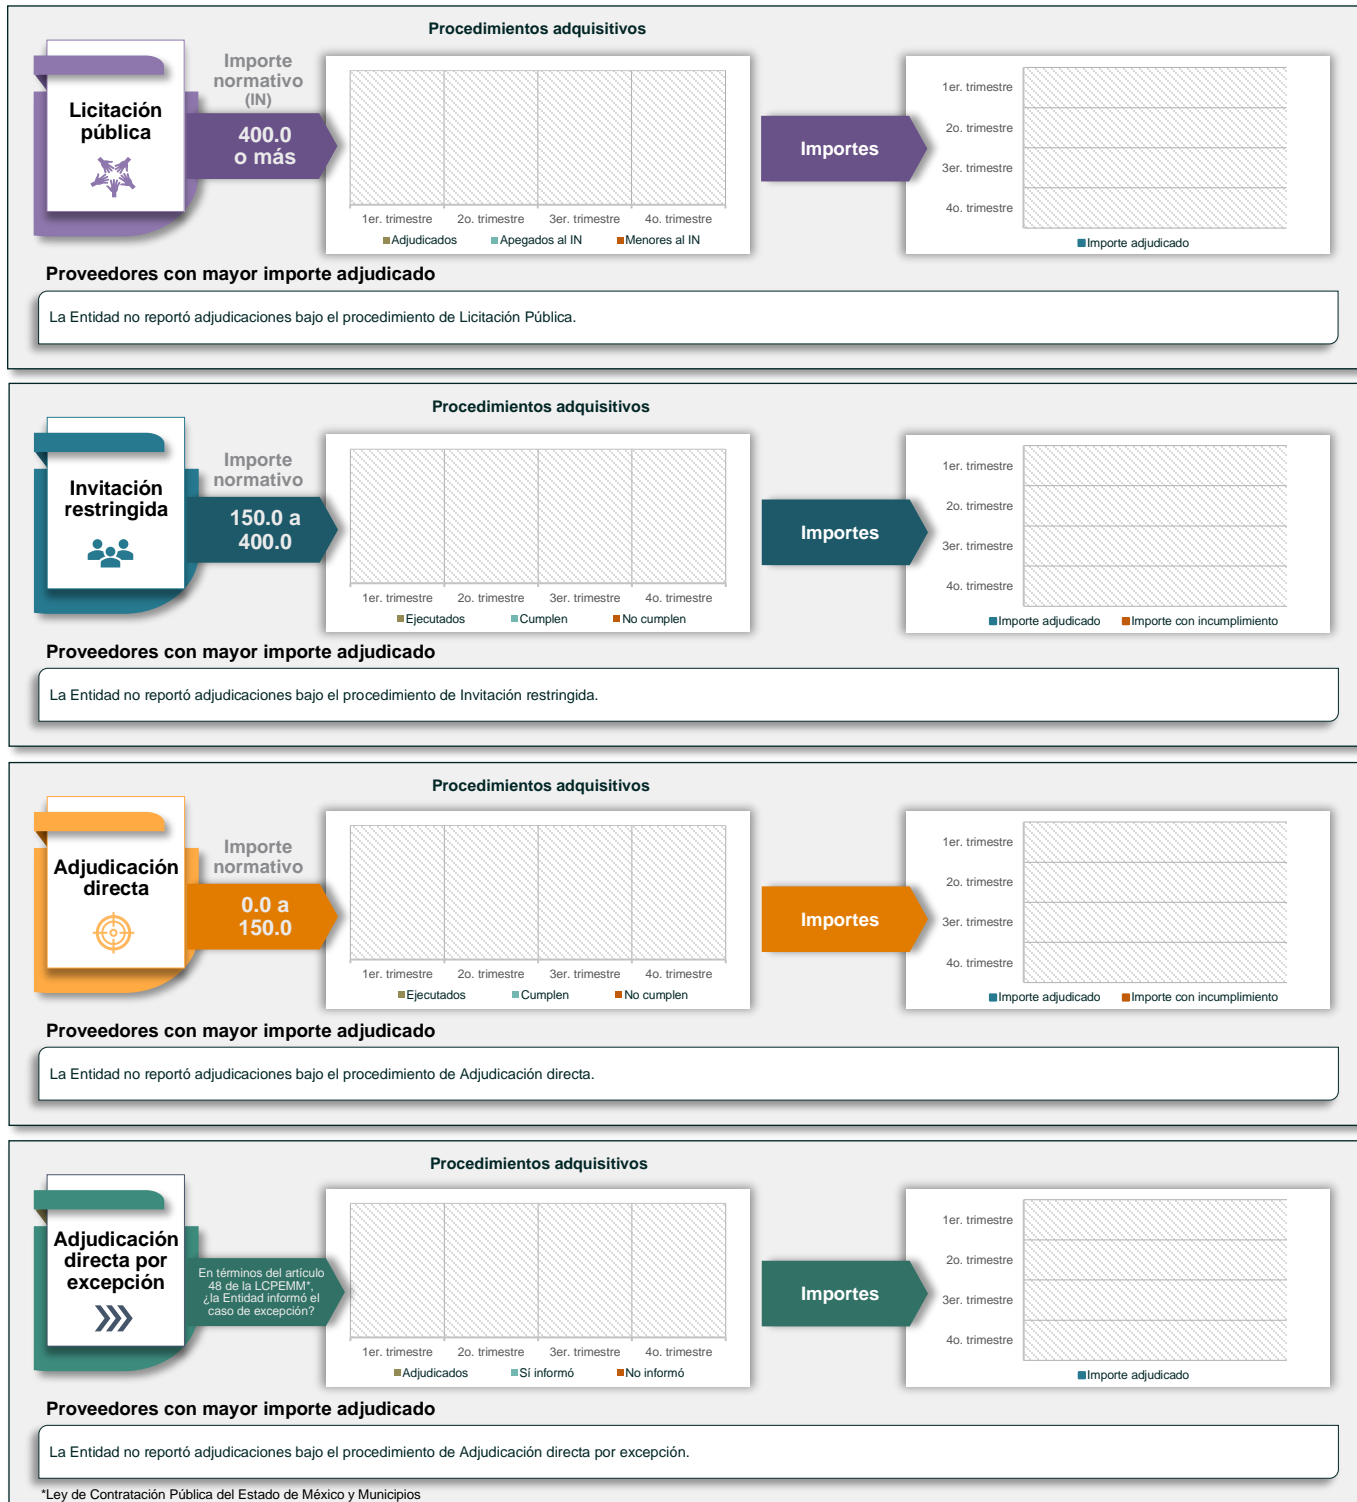 Procedimientos adquisitivos
Licitación
pública
Importe
normativo
(IN)
400.0
o más
1er. trimestre
2o. trimestre
3er. trimestre
4o. trimestre
Adjudicados
Apegados al IN
Menores al IN
Importes
1er. trimestre
2o. trimestre
3er. trimestre
4o. trimestre
Importe adjudicado
Proveedores con mayor importe adjudicado
La Entidad no reportó adjudicaciones bajo el procedimiento de Licitación Pública.
Procedimientos adquisitivos
Invitación
restringida
Importe
normativo
150.0 a
400.0
1er. trimestre
2o. trimestre
3er. trimestre
4o. trimestre
Ejecutados
Cumplen
No cumplen
Importes
1er. trimestre
2o. trimestre
3er. trimestre
4o. trimestre
Importe adjudicado
Importe con incumplimiento
Proveedores con mayor importe adjudicado
La Entidad no reportó adjudicaciones bajo el procedimiento de Invitación restringida.
Procedimientos adquisitivos
Adjudicación
directa
Importe
normativo
0.0 a
150.0
1er. trimestre
2o. trimestre
3er. trimestre
4o. trimestre
Ejecutados
Cumplen
No cumplen
Importes
1er. trimestre
2o. trimestre
3er. trimestre
4o. trimestre
Importe adjudicado
Importe con incumplimiento
Proveedores con mayor importe adjudicado
La Entidad no reportó adjudicaciones bajo el procedimiento de Adjudicación directa.
Procedimientos adquisitivos
Adjudicación
directa por
excepción
En términos del artículo
48 de la LCPEMM*,
¿la Entidad informó el
caso de excepción?
1er. trimestre
2o. trimestre
3er. trimestre
4o. trimestre
Adjudicados
Sí informó
No informó
Importes
1er. trimestre
2o. trimestre
3er. trimestre
4o. trimestre
Importe adjudicado
Proveedores con mayor importe adjudicado
La Entidad no reportó adjudicaciones bajo el procedimiento de Adjudicación directa por excepción.
*Ley de Contratación Pública del Estado de México y Municipios